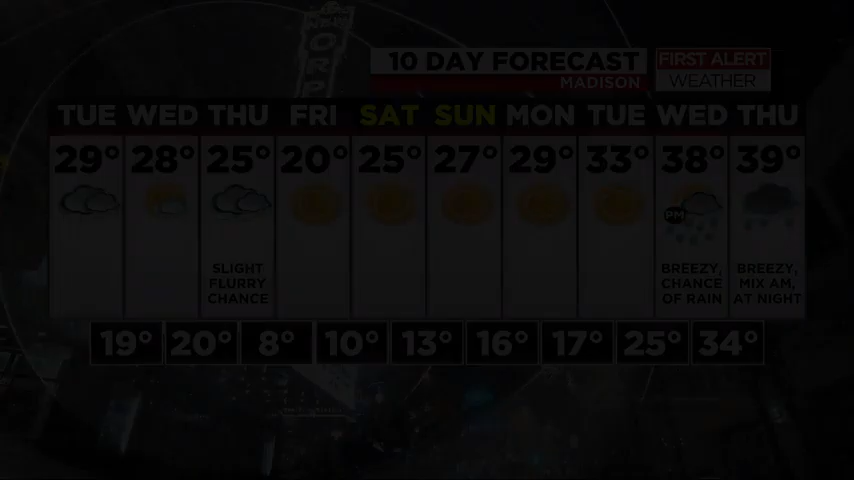 10 DAY FORECAST
MADISON
FIRST ALERT
WEATHER
TUE WED THU FRI SAT SUN MON TUE WED THU
29° 28° 25° 20° 25° 27° 29° 33° 38° 39°
PM
SLIGHT
FLURRY
CHANCE
BREEZY,
CHANCE
OF RAIN
BREEZY,
MIX AM,
AT NIGHT
19° 20° 8° 10° 13° 16° 17° 25° 34°